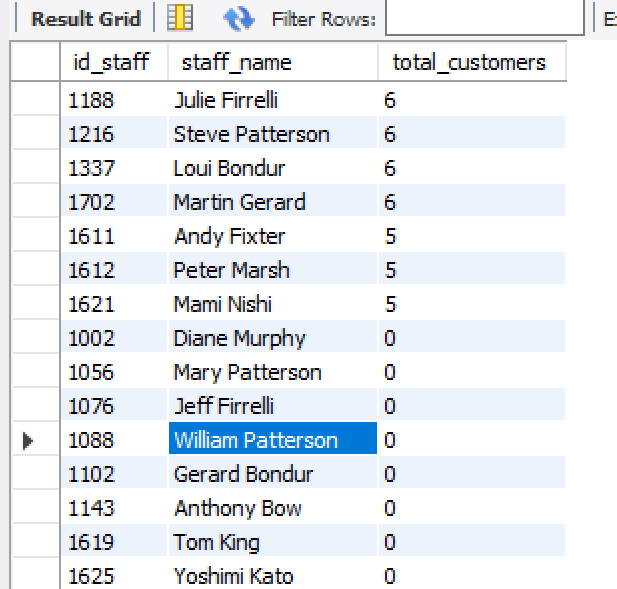 Result Grid Filter Rows: E
id_staff staff_name total_customers
1188 Julie Firrelli 6
1216 Steve Patterson 6
1337 Loui Bondur 6
1702 Martin Gerard 6
1611 Andy Fixter 5
1612 Peter Marsh 5
1621 Mami Nishi 5
1002 Diane Murphy 0
1056 Mary Patterson 0
1076 Jeff Firrelli 0
1088 William Patterson 0
1102 Gerard Bondur 0
1143 Anthony Bow 0
1619 Tom King 0
1625 Yoshimi Kato 0